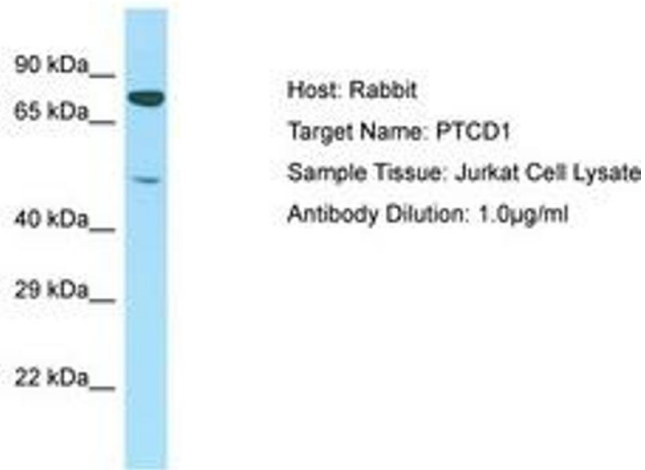 90 kDa
65 kDa
40 kDa
29 kDa
22 kDa
Host: Rabbit
Target Name: PTCD1
Sample Tissue: Jurkat Cell Lysate
Antibody Dilution: 1.0µg/ml